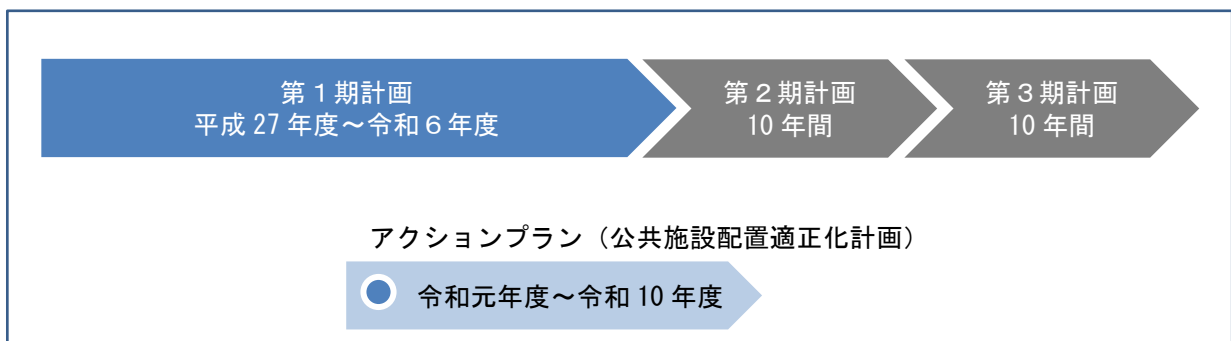 第１期計画
平成 27 年度～令和６年度
第２期計画
10 年間
第３期計画
10 年間
アクションプラン（公共施設配置適正化計画）
令和元年度～令和 10 年度